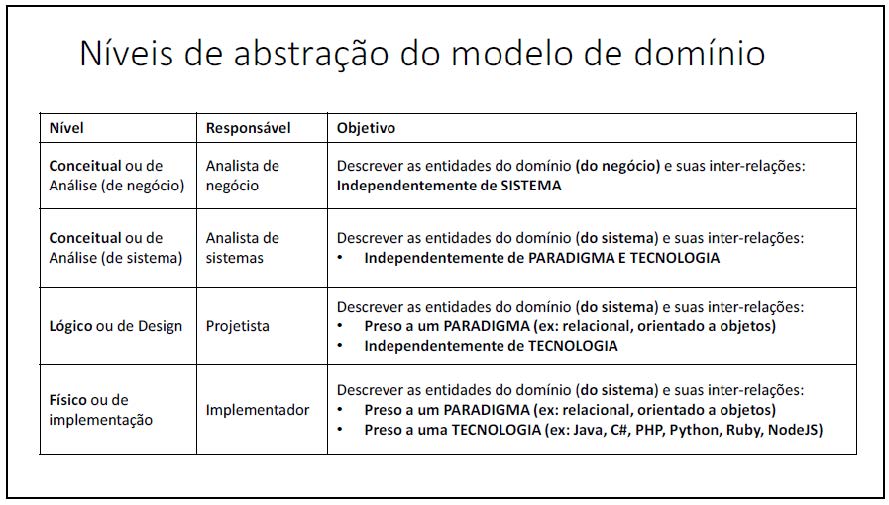 Níveis de abstração do modelo de domínio
Nível
Responsável
Objetivo
Conceitual ou de
Análise (de negócio)
Analista de
negócio
Descrever as entidades do domínio (do negócio) e suas inter-relações:
Independentemente de SISTEMA
Conceitual ou de
Análise (de sistema)
Analista de
sistemas
Descrever as entidades do domínio (do sistema) e suas inter-relações:
• Independentemente de PARADIGMA E TECNOLOGIA
Lógico ou de Design
Projetista
Descrever as entidades do domínio (do sistema) e suas inter-relações:
• Preso a um PARADIGMA (ex: relacional, orientado a objetos)
• Independentemente de TECNOLOGIA
Físico ou de
implementação
Implementador
Descrever as entidades do domínio (do sistema) e suas inter-relações:
• Preso a um PARADIGMA (ex: relacional, orientado a objetos)
• Preso a uma TECNOLOGIA (ex: Java, C#, PHP, Python, Ruby, NodeJS)